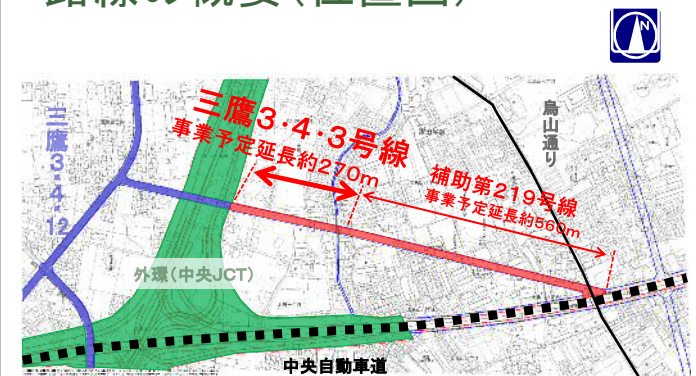 路線の概要(位置図)
N
三鷹3・4・3号線
事業予定延長約270m
補助第219号線
事業予定延長約560m
烏山通り
三鷹3・4・12
外環(中央JCT)
中央自動車道